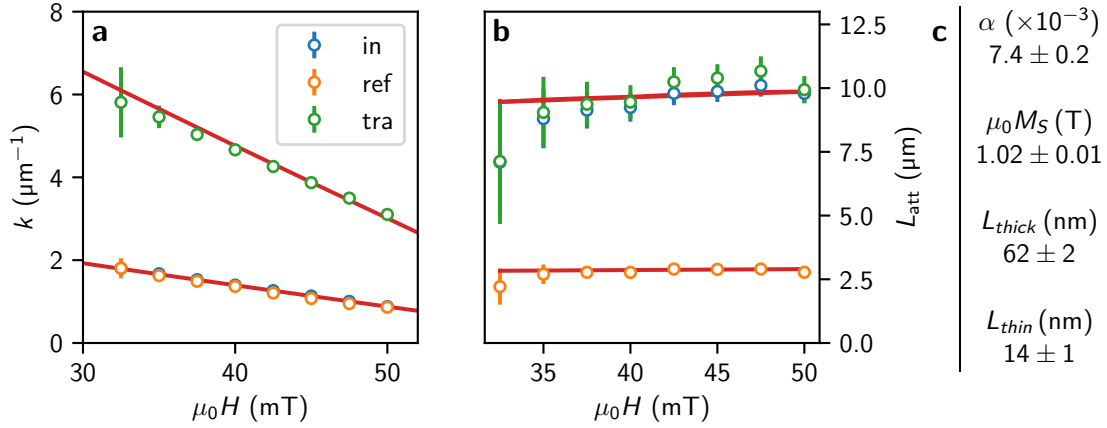 a
in
ref
tra
8
6
4
2
0
k (μm⁻¹)
30
40
50
μ₀H (mT)
b
12.5
10.0
7.5
5.0
2.5
0.0
L_att (μm)
35
40
45
50
μ₀H (mT)
c
α (×10⁻³)
7.4 ± 0.2
μ₀M_S (T)
1.02 ± 0.01
L_thick (nm)
62 ± 2
L_thin (nm)
14 ± 1